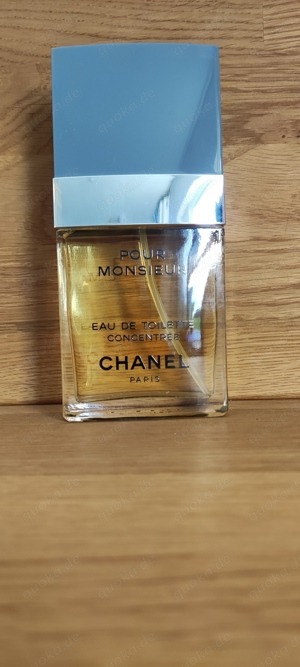 POUR
MONSIEUR
EAU DE TOILETTE
CONCENTRÉE
CHANEL
PARIS